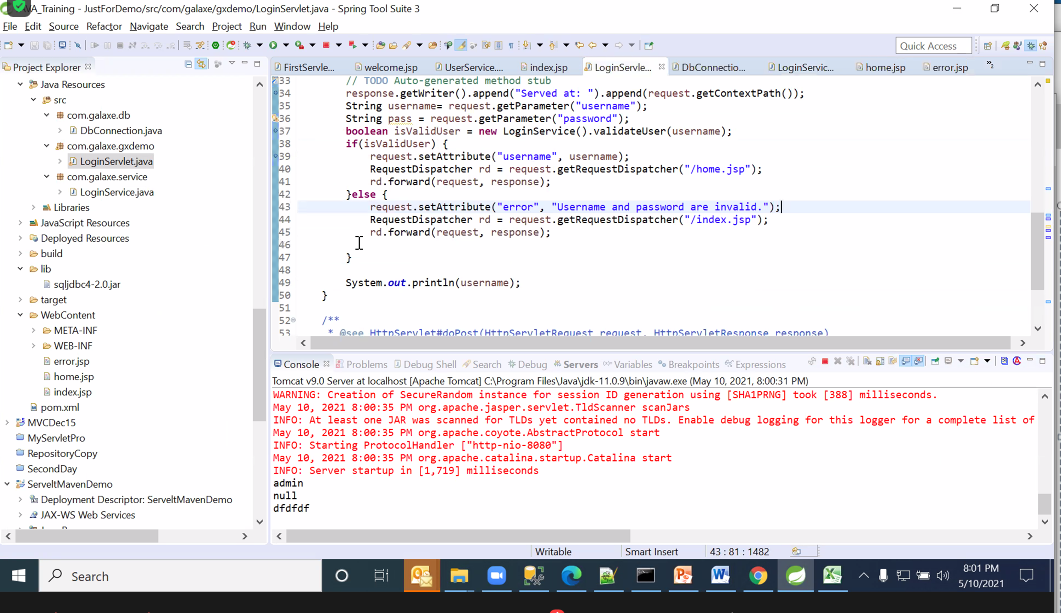 A_Training - JustForDemo/src/com/galaxe/gxdemo/LoginServlet.java - Spring Tool Suite 3
File Edit Source Refactor Navigate Search Project Run Window Help
Quick Access
Project Explorer
FirstServle... welcome.jsp UserService.... index.jsp LoginServle... DbConnectio... LoginServic... home.jsp error.jsp
Java Resources
src
com.galaxe.db
DbConnection.java
com.galaxe.gxdemo
LoginServlet.java
com.galaxe.service
LoginService.java
Libraries
JavaScript Resources
Deployed Resources
build
lib
sqljdbc4-2.0.jar
target
WebContent
META-INF
WEB-INF
error.jsp
home.jsp
index.jsp
pom.xml
MVCDec15
MyServletPro
RepositoryCopy
SecondDay
ServeltMavenDemo
Deployment Descriptor: ServeltMavenDemo
JAX-WS Web Services
33 // TODO Auto-generated method stub
34 response.getWriter().append("Served at: ").append(request.getContextPath());
35 String username= request.getParameter("username");
36 String pass = request.getParameter("password");
37 boolean isValidUser = new LoginService().validateUser(username);
38 if(isValidUser) {
39 request.setAttribute("username", username);
40 RequestDispatcher rd = request.getRequestDispatcher("/home.jsp");
41 rd.forward(request, response);
42 }else {
43 request.setAttribute("error", "Username and password are invalid.");
44 RequestDispatcher rd = request.getRequestDispatcher("/index.jsp");
45 rd.forward(request, response);
46
47 }
48
49 System.out.println(username);
50 }
51
52 /**
53 * @see HttpServlet#doPost(HttpServletRequest request, HttpServletResponse response)
Console Problems Debug Shell Search Debug Servers Variables Breakpoints Expressions
Tomcat v9.0 Server at localhost [Apache Tomcat] C:\Program Files\Java\jdk-11.0.9\bin\javaw.exe (May 10, 2021 8:00:31 PM)
WARNING: Creation of SecureRandom instance for session ID generation using [SHA1PRNG] took [388] milliseconds.
May 10, 2021 8:00:35 PM org.apache.jasper.servlet.TldScanner scanJars
INFO: At least one JAR was scanned for TLDs yet contained no TLDs. Enable debug logging for this logger for a complete list of
May 10, 2021 8:00:35 PM org.apache.coyote.AbstractProtocol start
INFO: Starting ProtocolHandler ["http-nio-8080"]
May 10, 2021 8:00:35 PM org.apache.catalina.startup.Catalina start
INFO: Server startup in [1,719] milliseconds
admin
null
dfdfdf
Writable Smart Insert 43 : 81 : 1482
Search
8:01 PM
5/10/2021